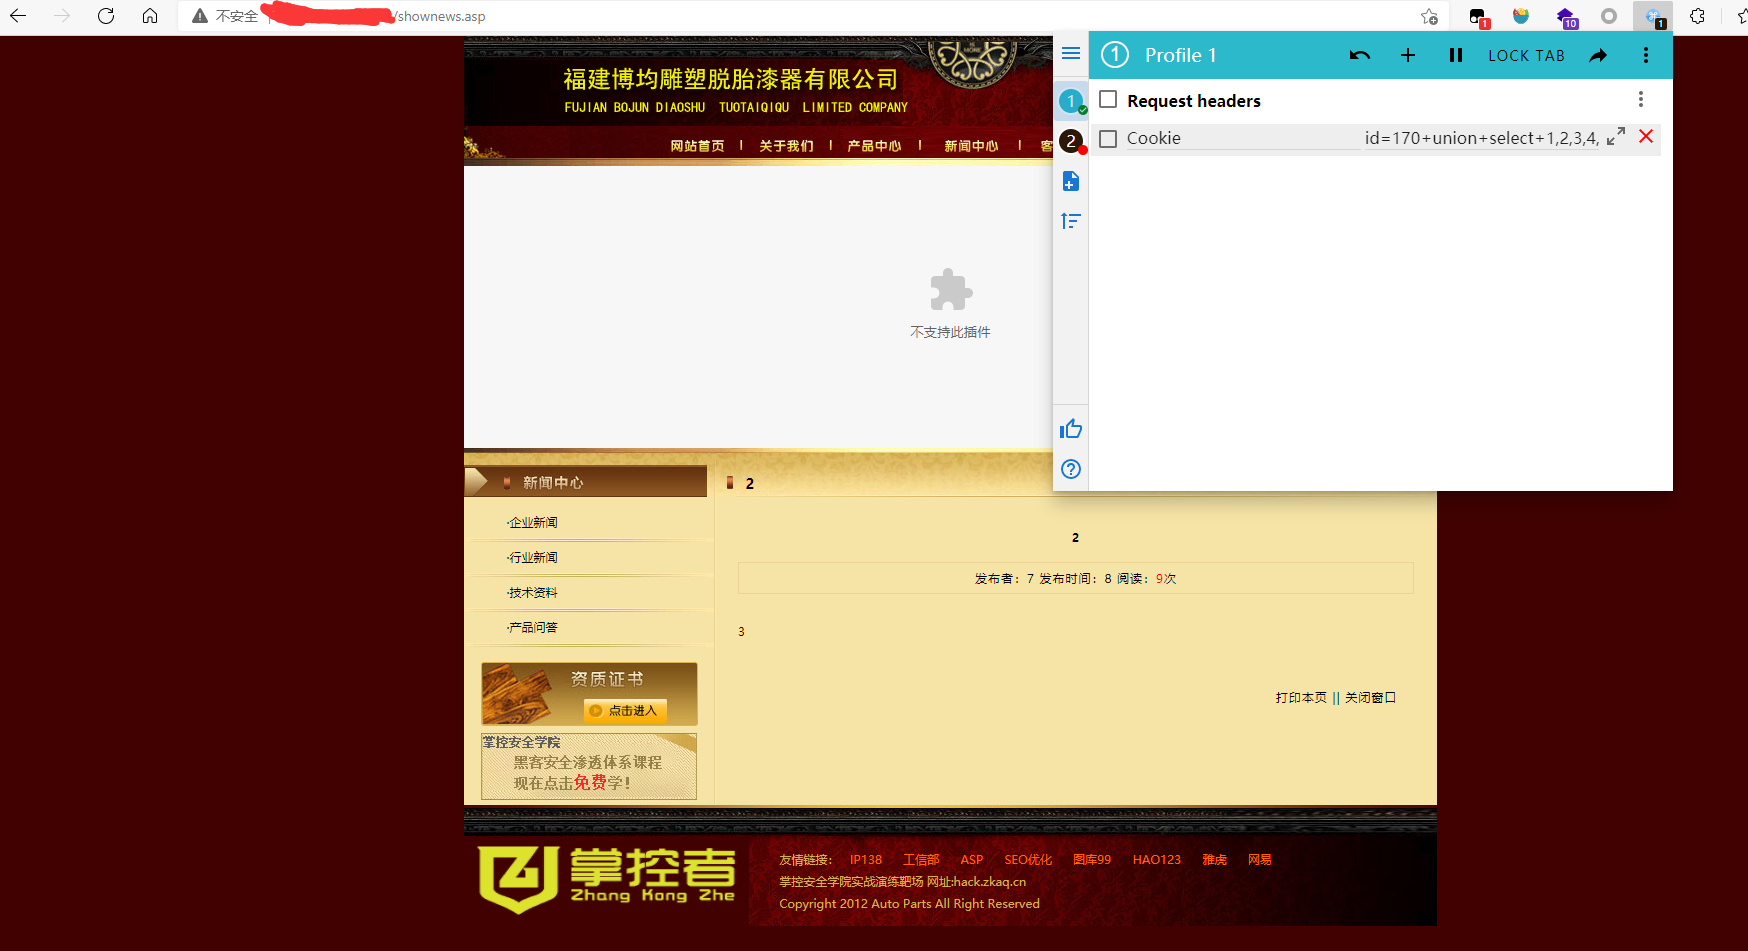 不安全 /shownews.asp
1
10
1
福建博均雕塑脱胎漆器有限公司
FUJIAN BOJUN DIAOSHU TUOTAIQIQU LIMITED COMPANY
网站首页 | 关于我们 | 产品中心 | 新闻中心 | 客
1 Profile 1 LOCK TAB
1
Request headers
2
Cookie id=170+union+select+1,2,3,4,
不支持此插件
新闻中心
2
·企业新闻
·行业新闻
·技术资料
·产品问答
2
发布者：7 发布时间：8 阅读：9次
3
打印本页 || 关闭窗口
资质证书
点击进入
掌控安全学院
黑客安全渗透体系课程
现在点击免费学！
掌控者
Zhang Kong Zhe
友情链接： IP138 工信部 ASP SEO优化 图库99 HAO123 雅虎 网易
掌控安全学院实战演练靶场 网址:hack.zkaq.cn
Copyright 2012 Auto Parts All Right Reserved